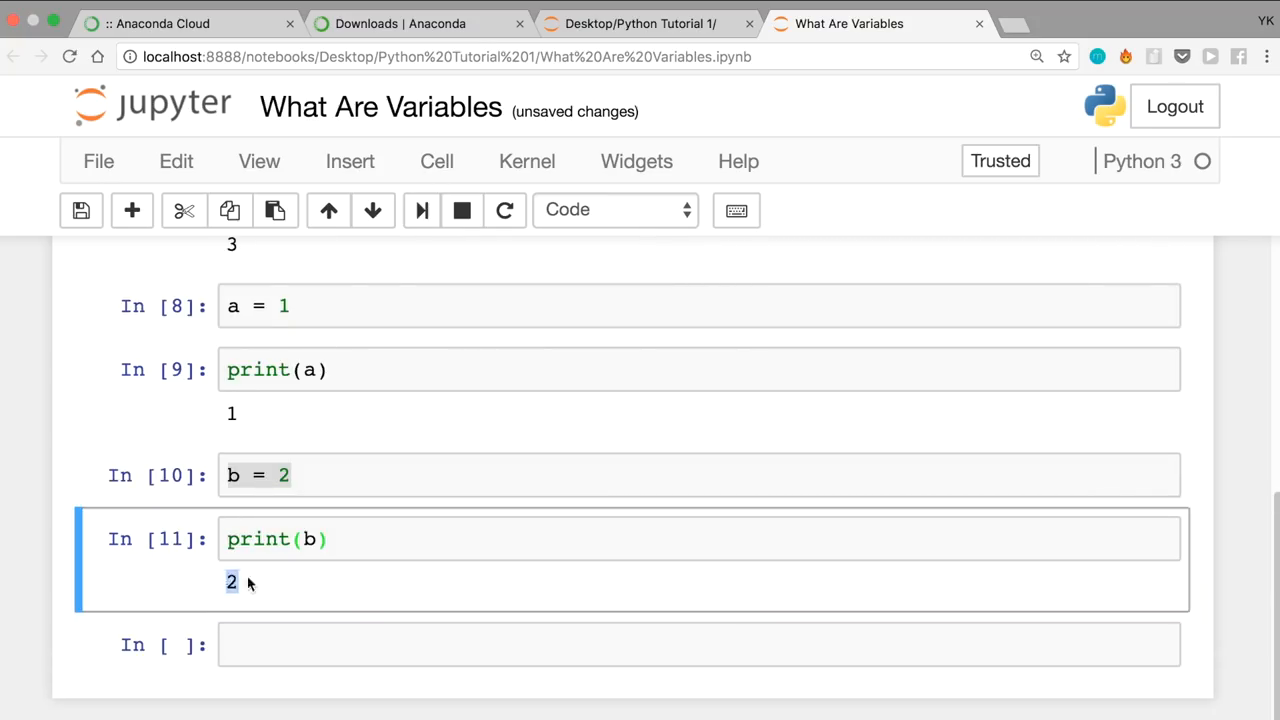 :: Anaconda Cloud
Downloads | Anaconda
Desktop/Python Tutorial 1/
What Are Variables
YK
localhost:8888/notebooks/Desktop/Python%20Tutorial%201/What%20Are%20Variables.ipynb
jupyter
What Are Variables (unsaved changes)
Logout
File Edit View Insert Cell Kernel Widgets Help
Trusted
Python 3
Code
3
In [8]: a = 1
In [9]: print(a)
1
In [10]: b = 2
In [11]: print(b)
2
In [ ]: